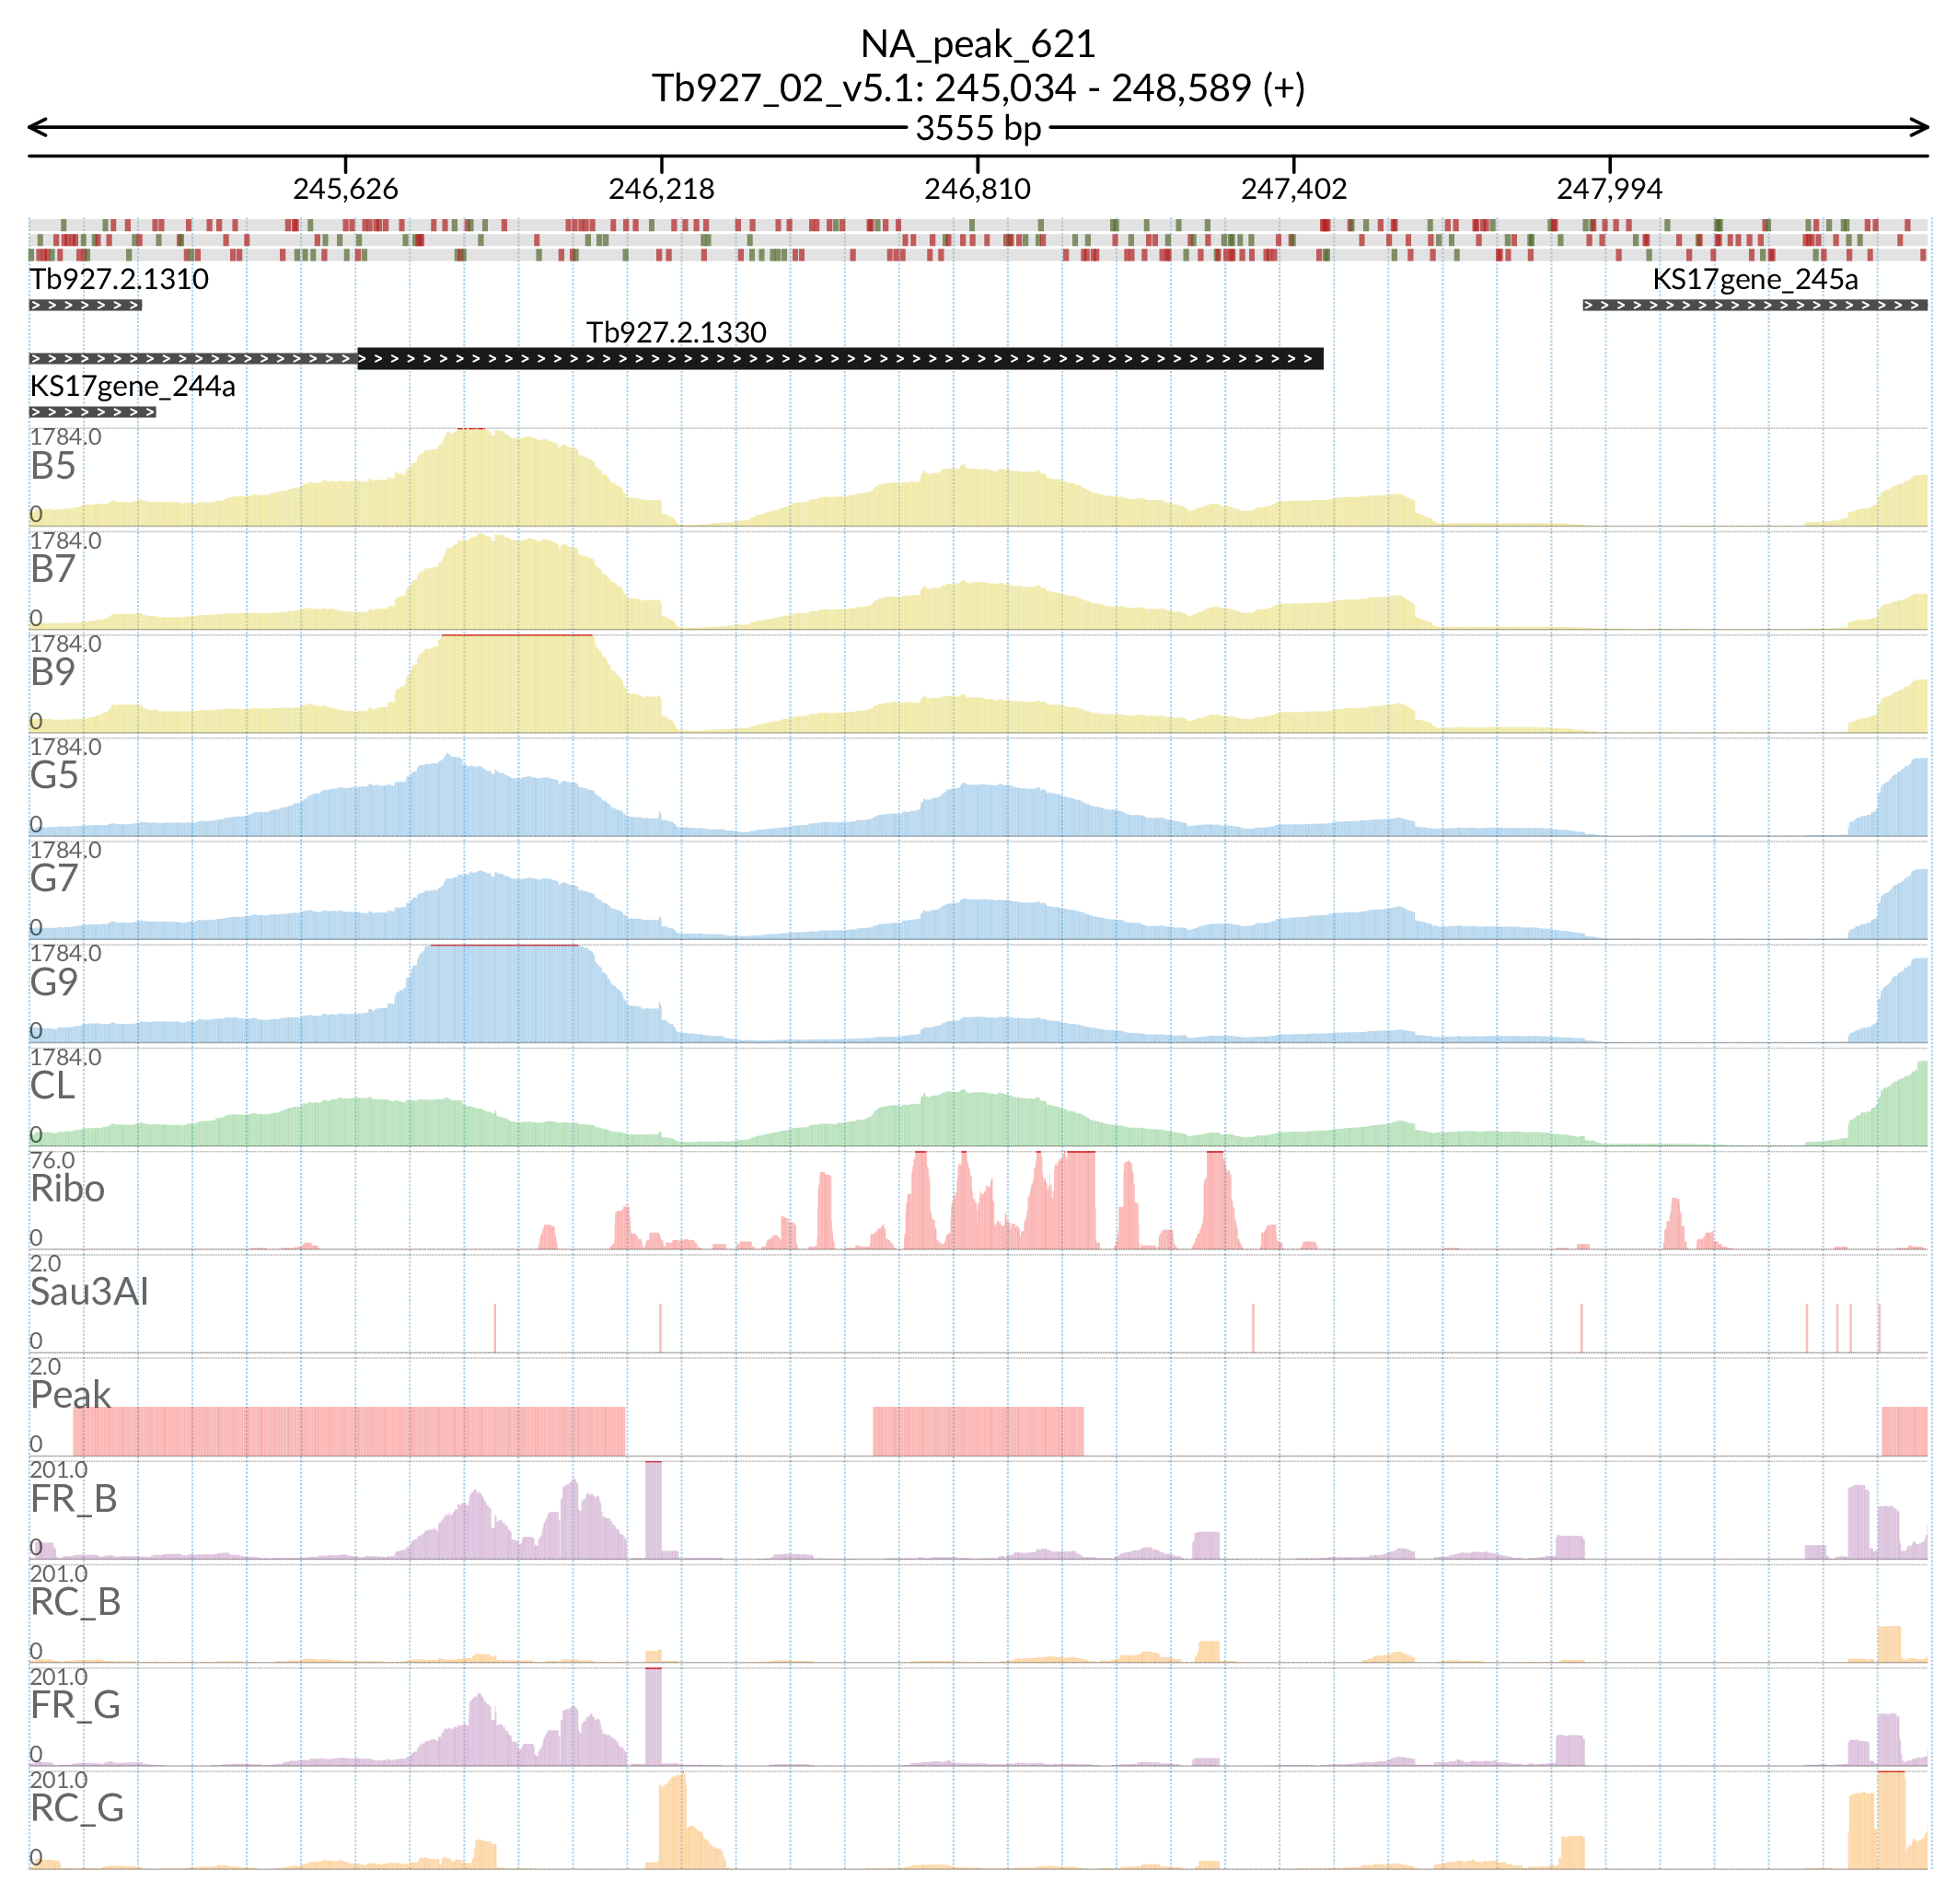 NA_peak_621
Tb927_02_v5.1: 245,034 - 248,589 (+)
3555 bp
245,626 246,218 246,810 247,402 247,994
Tb927.2.1310 KS17gene_245a
Tb927.2.1330
KS17gene_244a
1784.0
B5
0
1784.0
B7
0
1784.0
B9
0
1784.0
G5
0
1784.0
G7
0
1784.0
G9
0
1784.0
CL
0
76.0
Ribo
0
2.0
Sau3AI
0
2.0
Peak
0
201.0
FR_B
0
201.0
RC_B
0
201.0
FR_G
0
201.0
RC_G
0